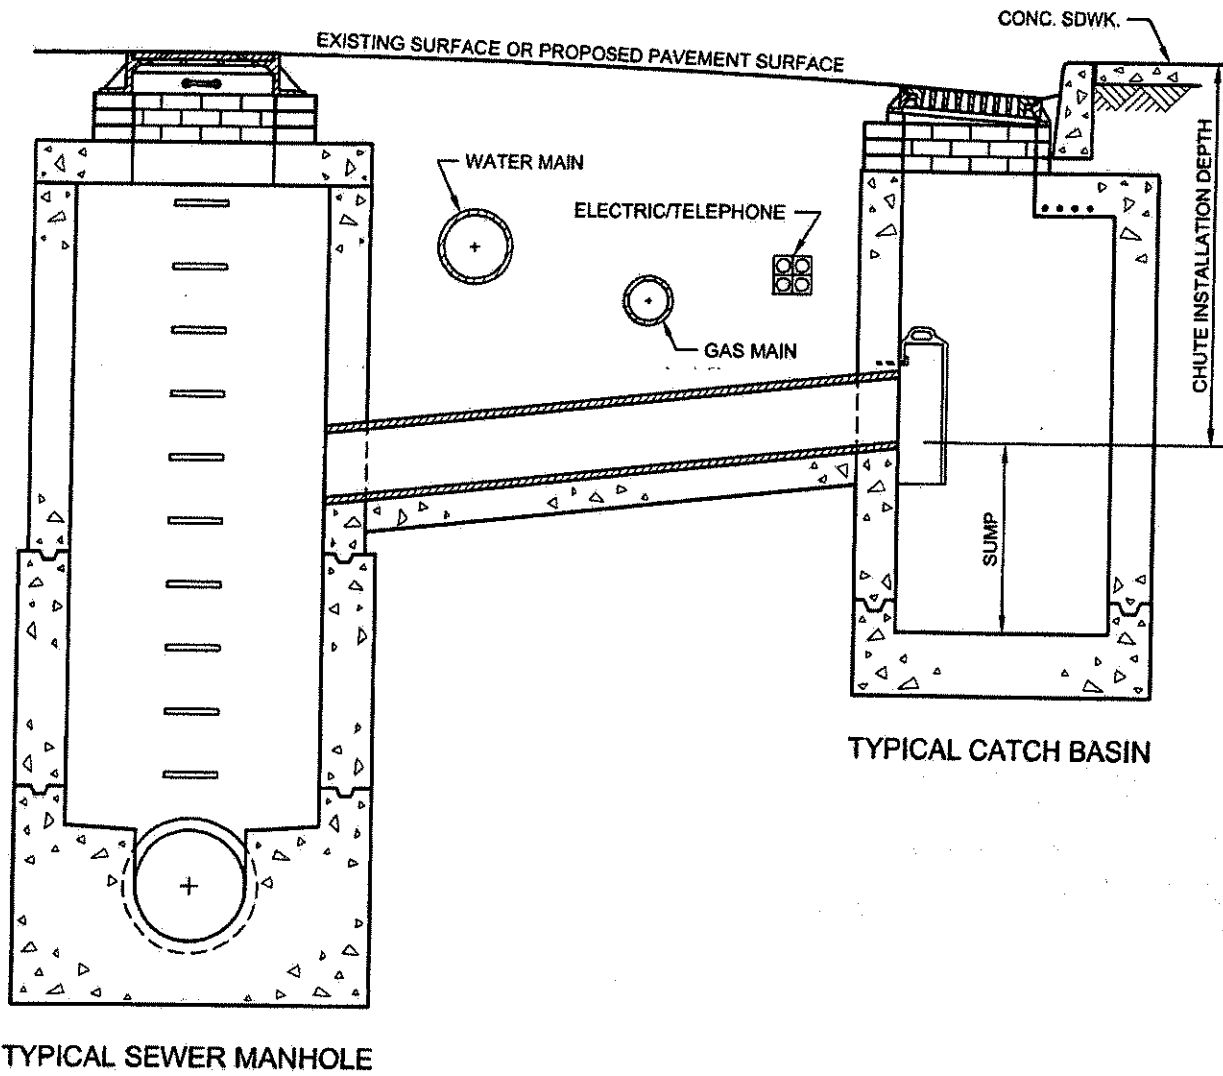 CONC. SDWK.
EXISTING SURFACE OR PROPOSED PAVEMENT SURFACE
WATER MAIN
ELECTRIC/TELEPHONE
GAS MAIN
CHUTE INSTALLATION DEPTH
SUMP
TYPICAL CATCH BASIN
TYPICAL SEWER MANHOLE